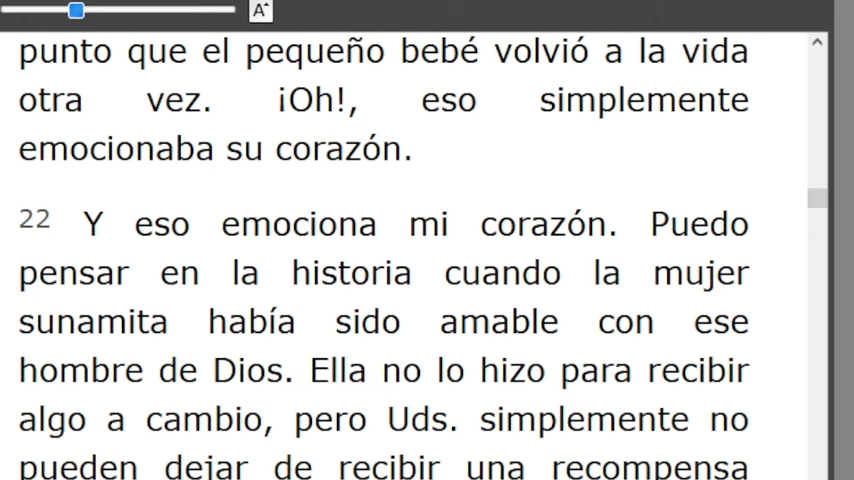 A
punto que el pequeño bebé volvió a la vida
otra vez. ¡Oh!, eso simplemente
emocionaba su corazón.
22 Y eso emociona mi corazón. Puedo
pensar en la historia cuando la mujer
sunamita había sido amable con ese
hombre de Dios. Ella no lo hizo para recibir
algo a cambio, pero Uds. simplemente no
pueden dejar de recibir una recompensa